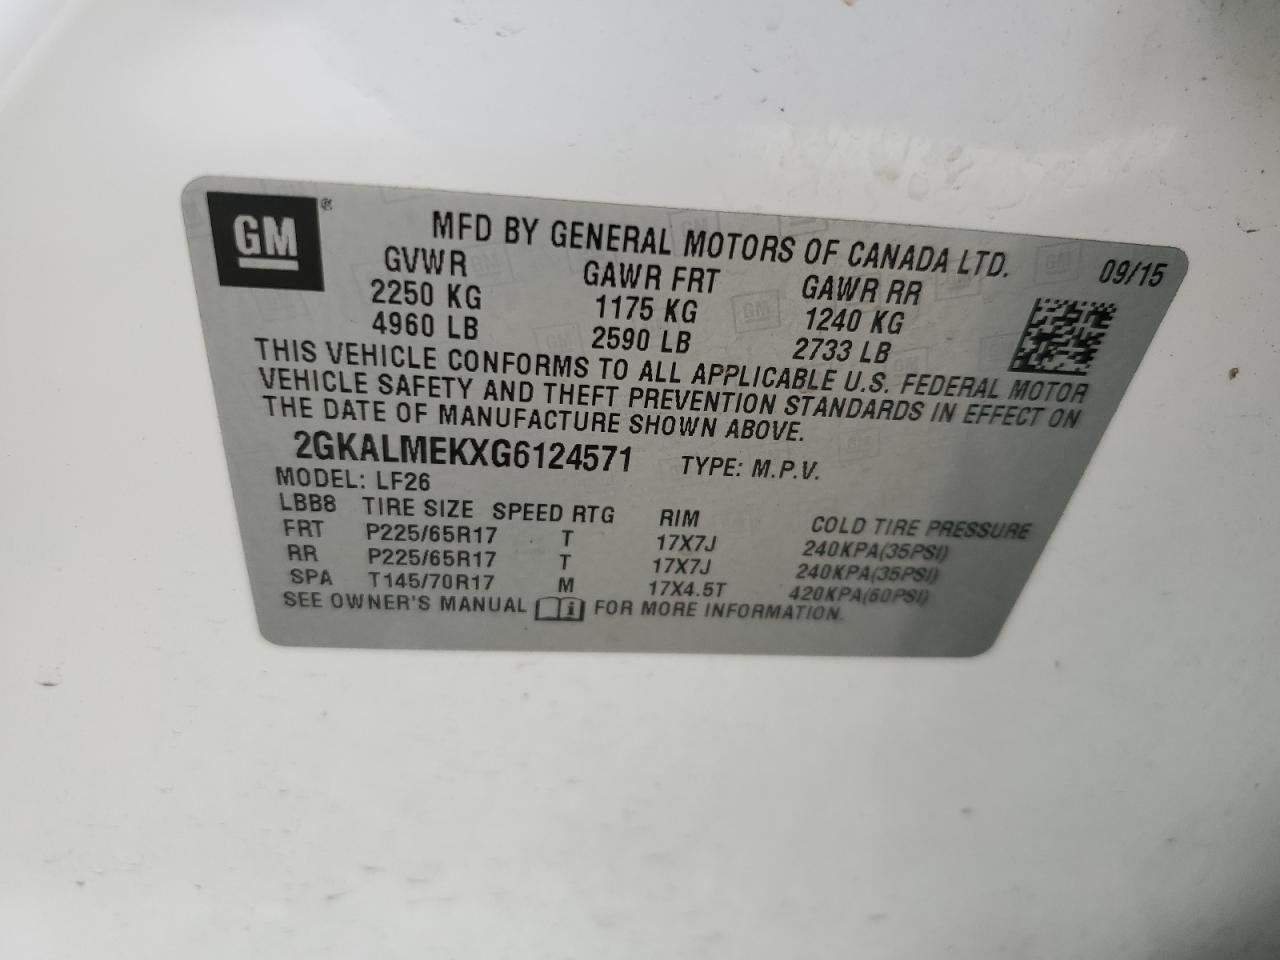 GM ®
MFD BY GENERAL MOTORS OF CANADA LTD. 09/15
GVWR GAWR FRT GAWR RR
2250 KG 1175 KG 1240 KG
4960 LB 2590 LB 2733 LB
THIS VEHICLE CONFORMS TO ALL APPLICABLE U.S. FEDERAL MOTOR
VEHICLE SAFETY AND THEFT PREVENTION STANDARDS IN EFFECT ON
THE DATE OF MANUFACTURE SHOWN ABOVE.
2GKALMEKXG6124571 TYPE: M.P.V.
MODEL: LF26
LBB8 TIRE SIZE SPEED RTG RIM COLD TIRE PRESSURE
FRT P225/65R17 T 17X7J 240KPA(35PSI)
RR P225/65R17 T 17X7J 240KPA(35PSI)
SPA T145/70R17 M 17X4.5T 420KPA(60PSI)
SEE OWNER'S MANUAL i FOR MORE INFORMATION.